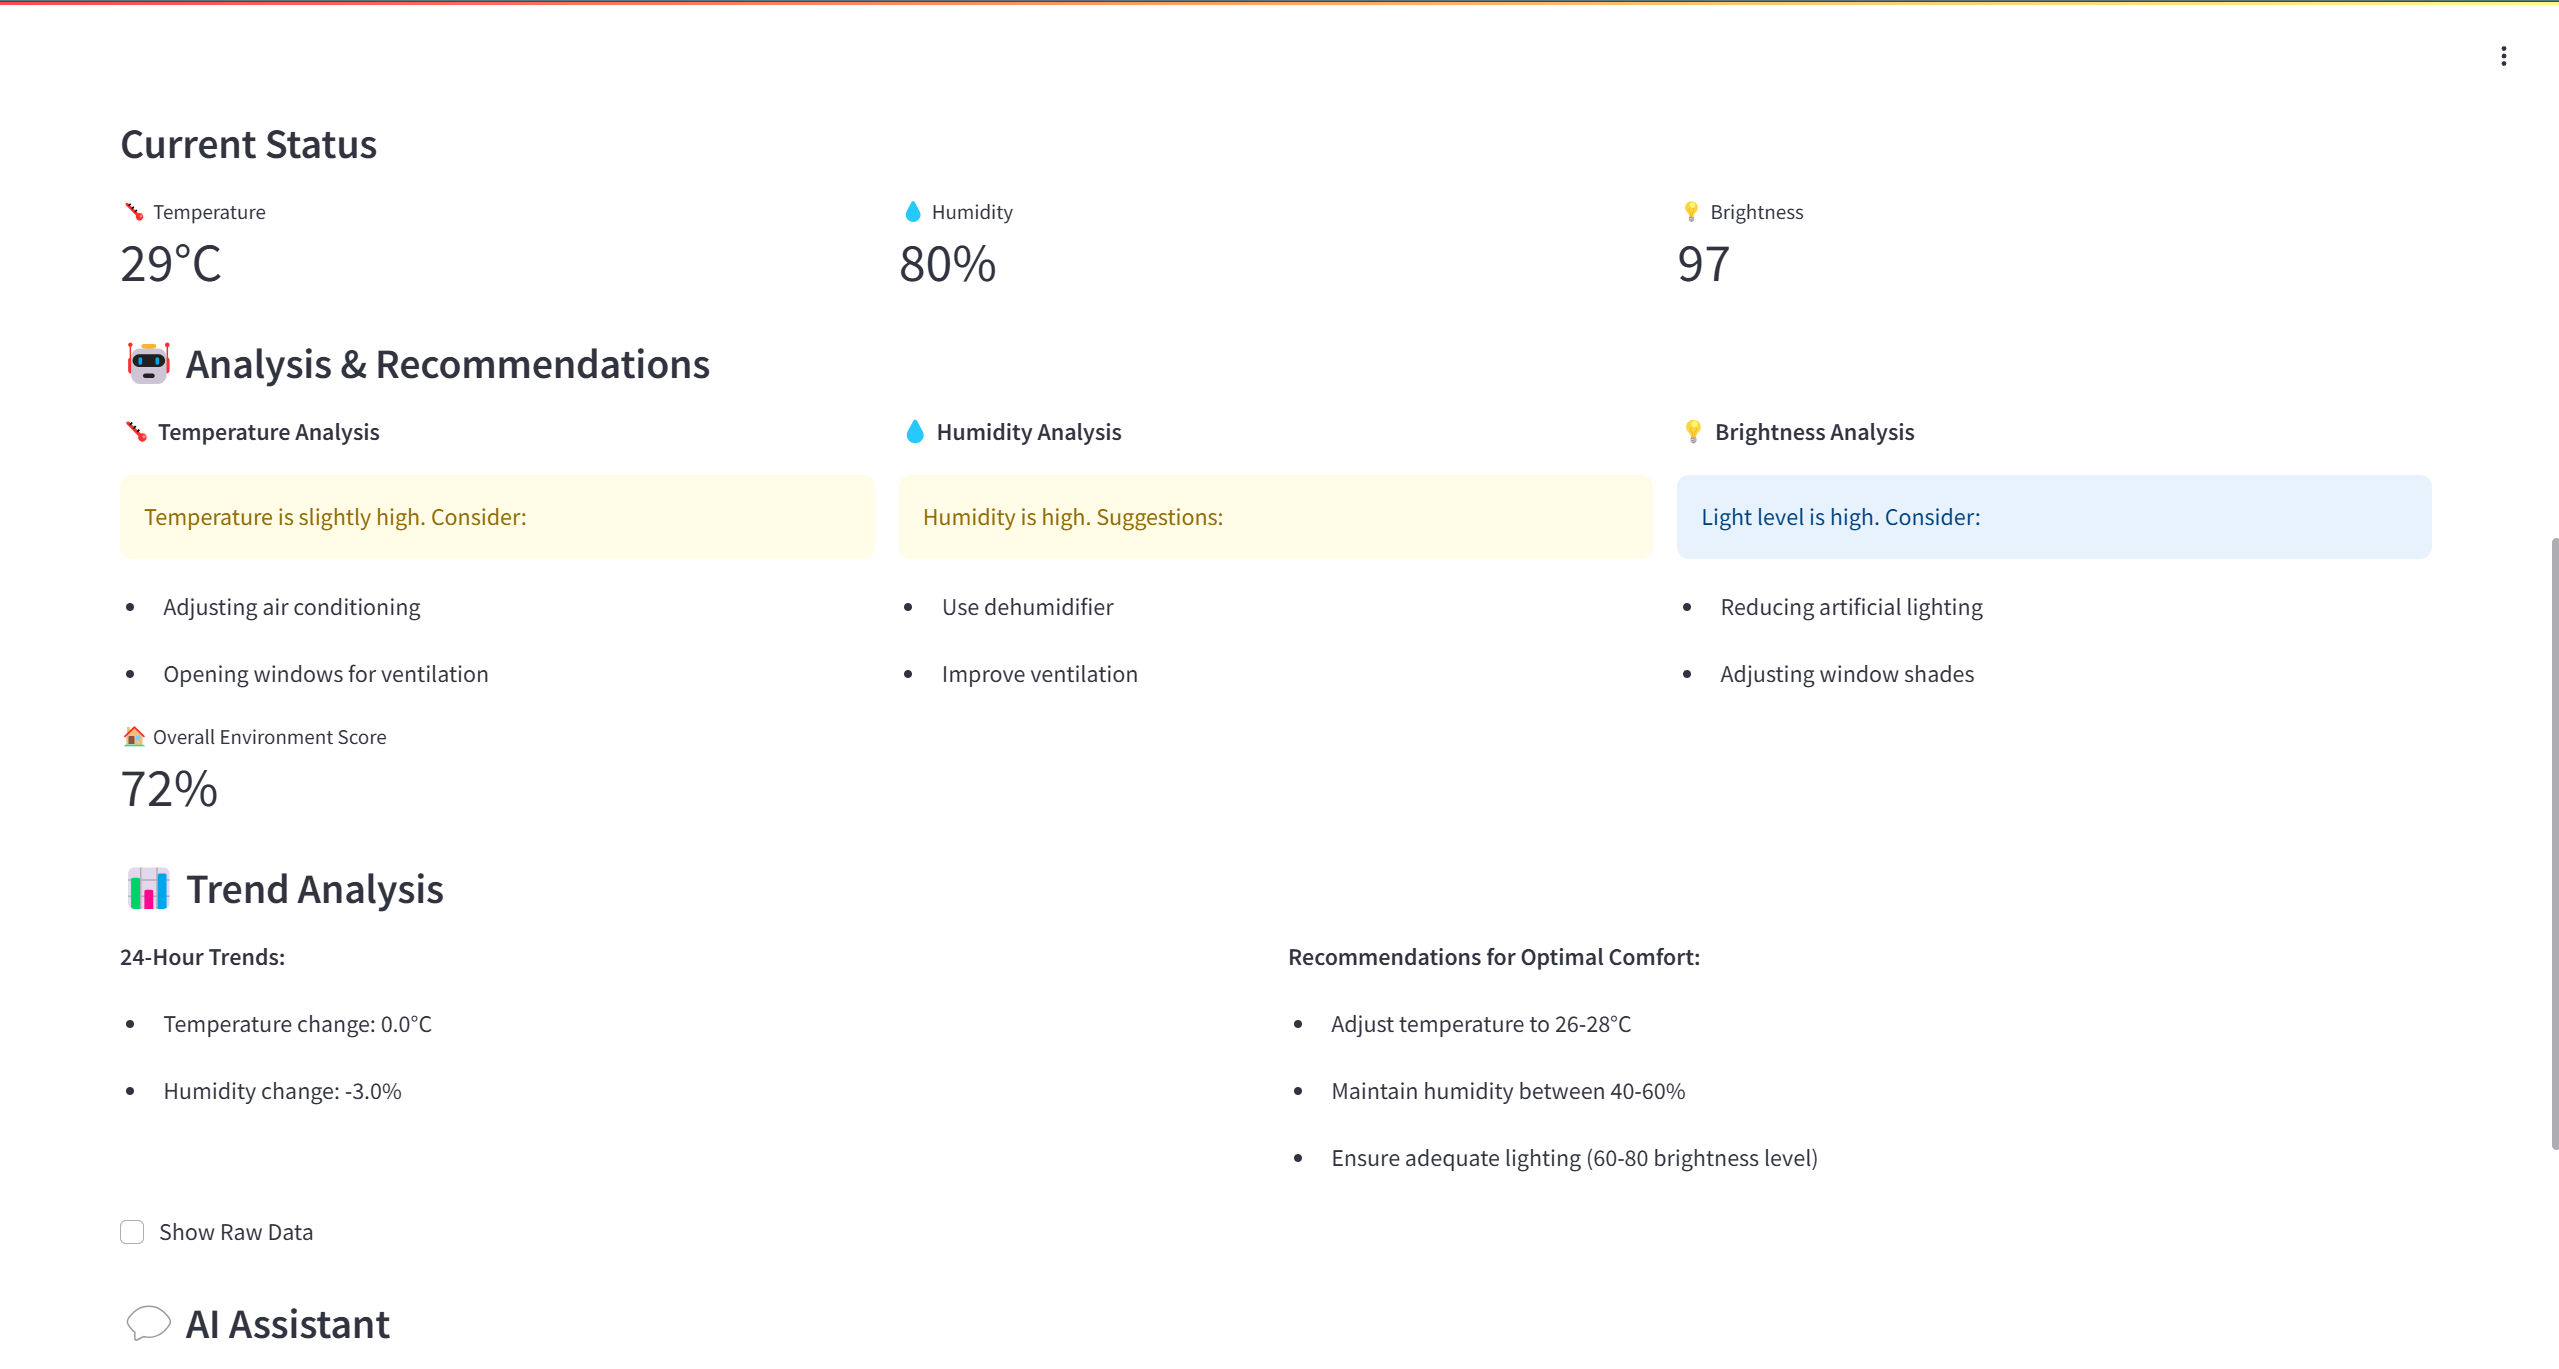 Current Status
Temperature
Humidity
Brightness
29°C
80%
97
Analysis & Recommendations
Temperature Analysis
Humidity Analysis
Brightness Analysis
Temperature is slightly high. Consider:
Humidity is high. Suggestions:
Light level is high. Consider:
• Adjusting air conditioning
• Use dehumidifier
• Reducing artificial lighting
• Opening windows for ventilation
• Improve ventilation
• Adjusting window shades
Overall Environment Score
72%
Trend Analysis
24-Hour Trends:
• Temperature change: 0.0°C
• Humidity change: -3.0%
Recommendations for Optimal Comfort:
• Adjust temperature to 26-28°C
• Maintain humidity between 40-60%
• Ensure adequate lighting (60-80 brightness level)
Show Raw Data
AI Assistant